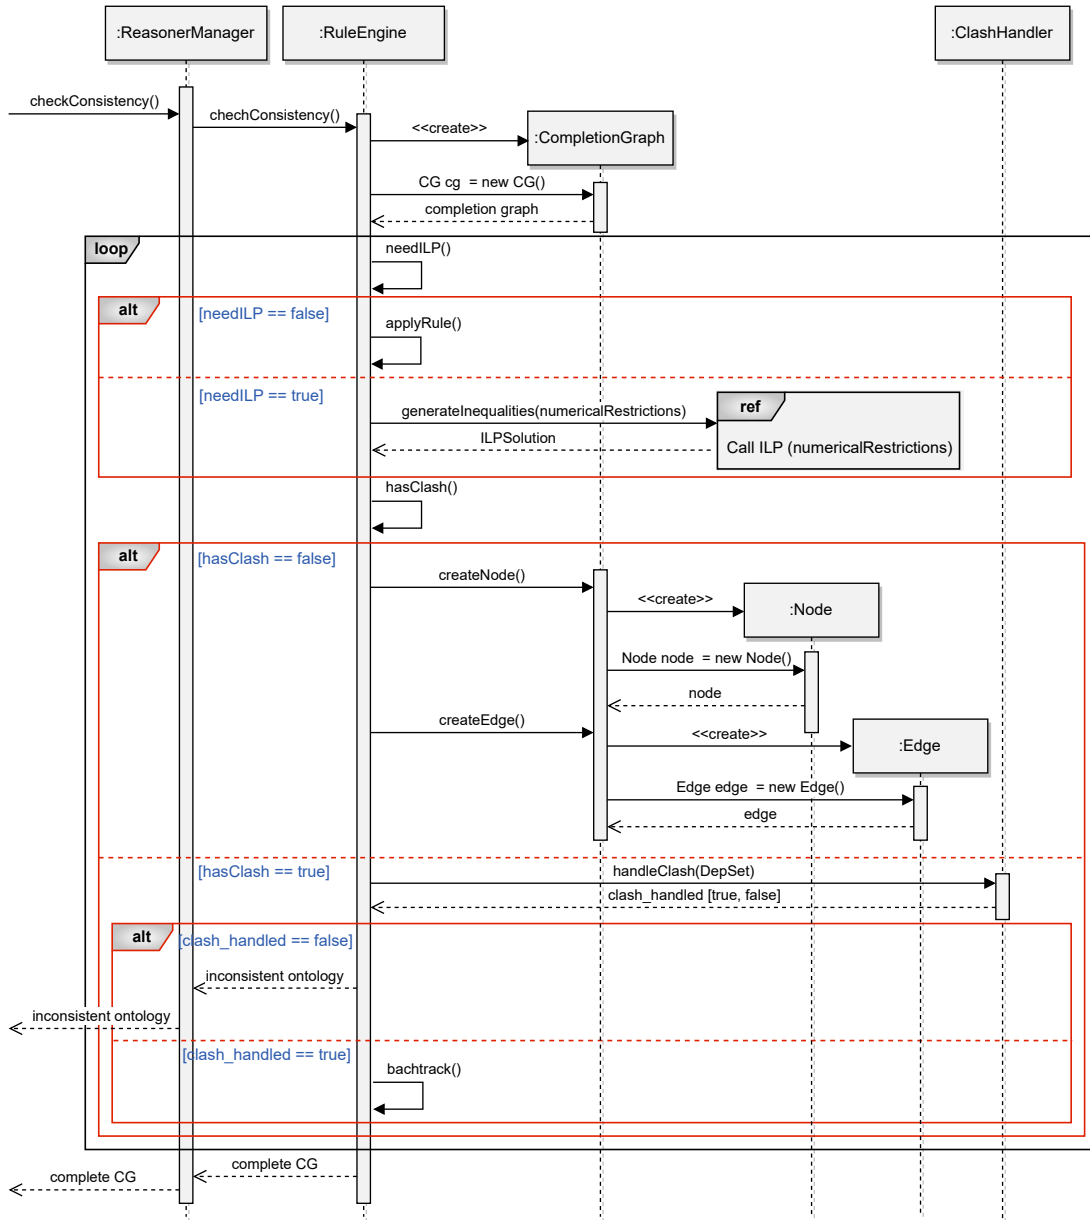 :ReasonerManager
:RuleEngine
:ClashHandler
checkConsistency()
chechConsistency()
<<create>>
:CompletionGraph
CG cg  = new CG()
completion graph
loop
needILP()
alt
[needILP == false]
applyRule()
[needILP == true]
generateInequalities(numericalRestrictions)
ref
ILPSolution
Call ILP (numericalRestrictions)
hasClash()
alt
[hasClash == false]
createNode()
<<create>>
:Node
Node node  = new Node()
node
createEdge()
<<create>>
:Edge
Edge edge  = new Edge()
edge
[hasClash == true]
handleClash(DepSet)
clash_handled [true, false]
alt
[clash_handled == false]
inconsistent ontology
inconsistent ontology
[clash_handled == true]
bachtrack()
complete CG
complete CG